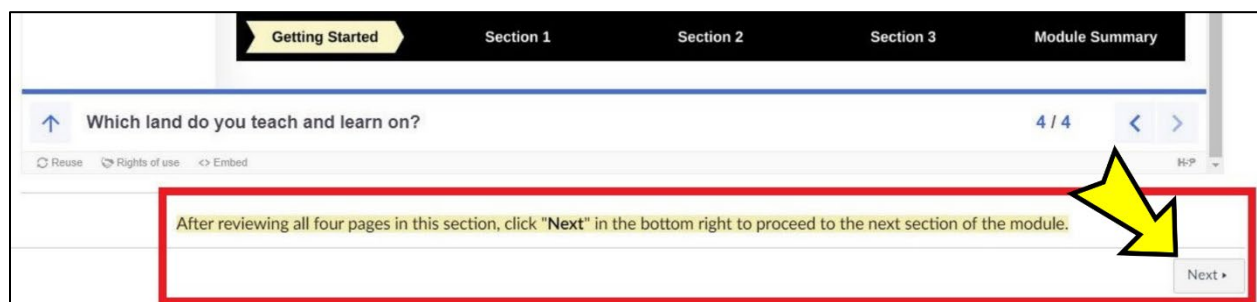 Getting Started Section 1 Section 2 Section 3 Module Summary
Which land do you teach and learn on? 4 / 4
Reuse Rights of use <> Embed H-P
After reviewing all four pages in this section, click "Next" in the bottom right to proceed to the next section of the module.
Next